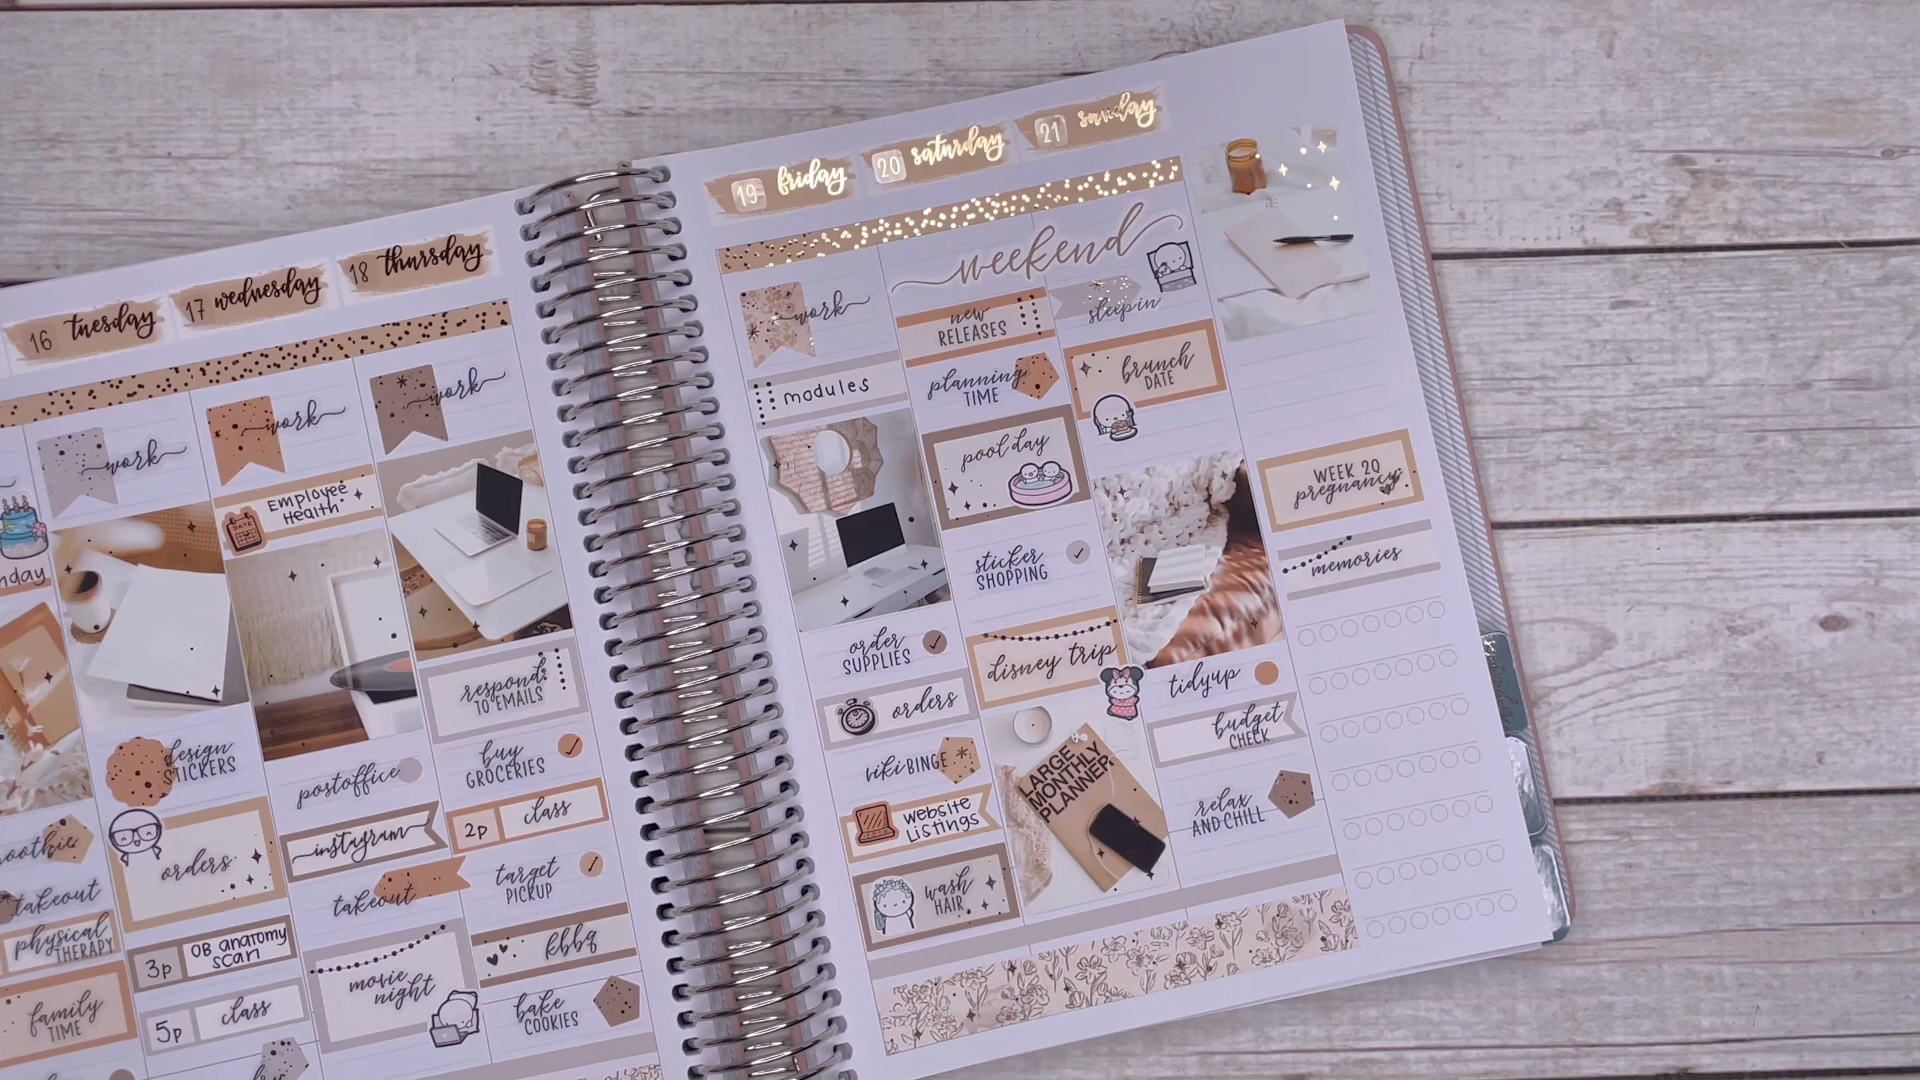 16 tuesday
17 wednesday
18 thursday
19 friday
20 saturday
21 sunday
work
design
STICKERS
orders
3p
OB anatomy
scan
5p
class
takeout
physical
THERAPY
family
TIME
work
Employee
Health
DATE
postoffice
instagram
takeout
movie
night
work
respond
TO EMAILS
buy
GROCERIES
2p
class
target
PICKUP
kbbq
bake
COOKIES
work
modules
order
SUPPLIES
orders
viki BINGE
website
Listings
wash
HAIR
weekend
new
RELEASES
planning
TIME
pool day
sticker
SHOPPING
disney trip
LARGE
MONTHLY
PLANNER.
sleep in
brunch
DATE
tidy up
budget
CHECK
relax
AND CHILL
WEEK 20
pregnancy
memories